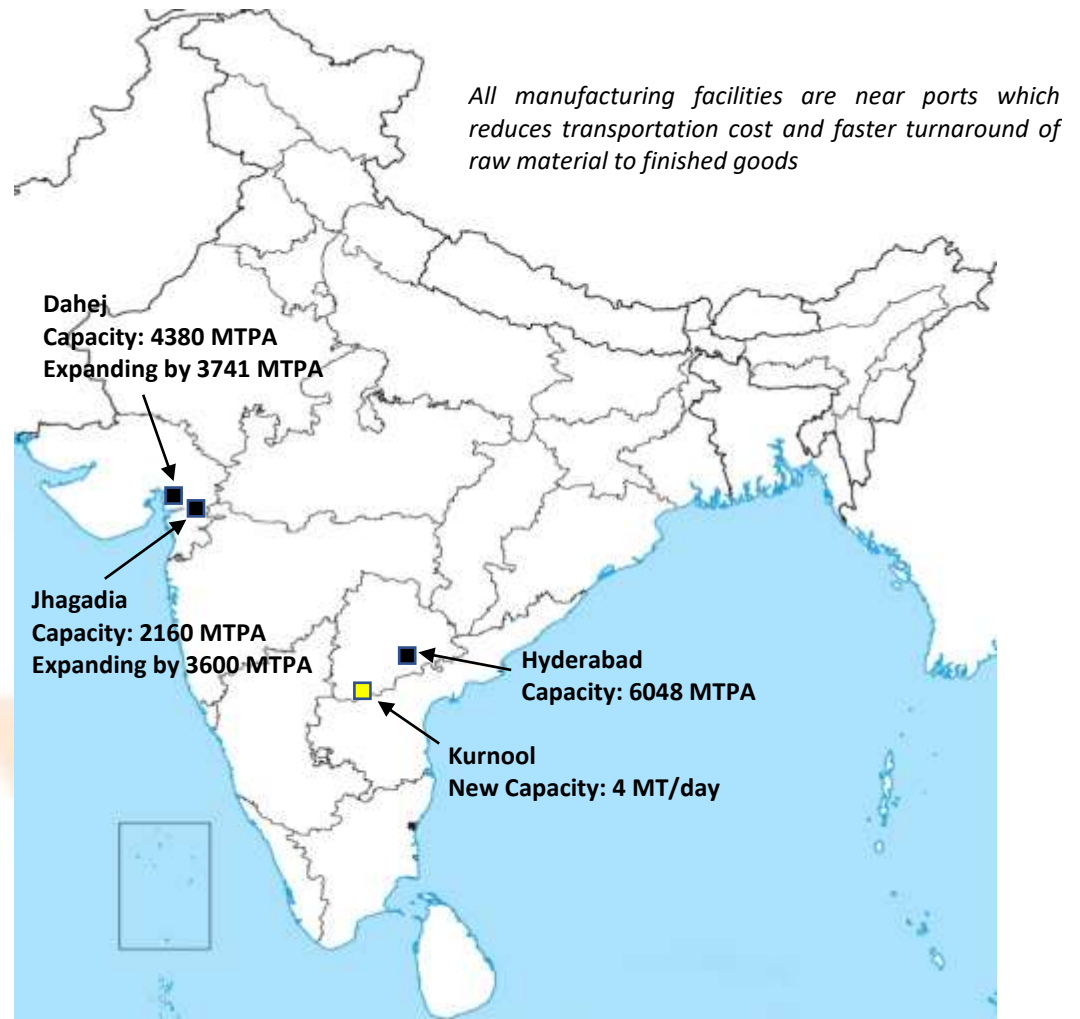 All manufacturing facilities are near ports which
reduces transportation cost and faster turnaround of
raw material to finished goods
Dahej
Capacity: 4380 MTPA
Expanding by 3741 MTPA
Jhagadia
Capacity: 2160 MTPA
Expanding by 3600 MTPA
Hyderabad
Capacity: 6048 MTPA
Kurnool
New Capacity: 4 MT/day